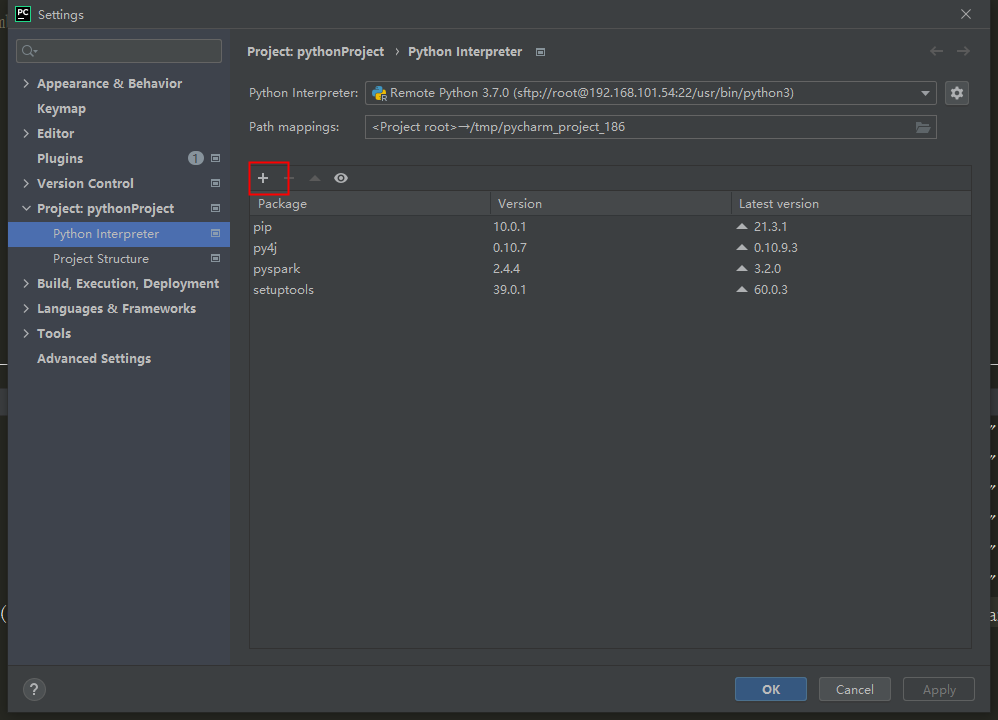 PC Settings
Project: pythonProject › Python Interpreter
Appearance & Behavior
Keymap
Editor
Plugins 1
Version Control
Project: pythonProject
Python Interpreter
Project Structure
Build, Execution, Deployment
Languages & Frameworks
Tools
Advanced Settings
Python Interpreter: Remote Python 3.7.0 (sftp://root@192.168.101.54:22/usr/bin/python3)
Path mappings: <Project root>→/tmp/pycharm_project_186
Package Version Latest version
pip 10.0.1 21.3.1
py4j 0.10.7 0.10.9.3
pyspark 2.4.4 3.2.0
setuptools 39.0.1 60.0.3
? OK Cancel Apply